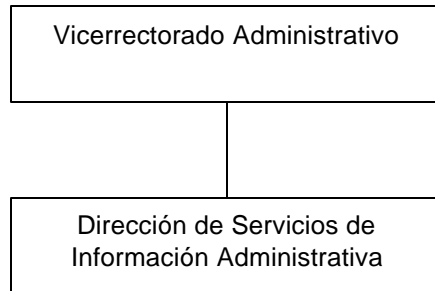 Vicerrectorado Administrativo
Dirección de Servicios de
Información Administrativa